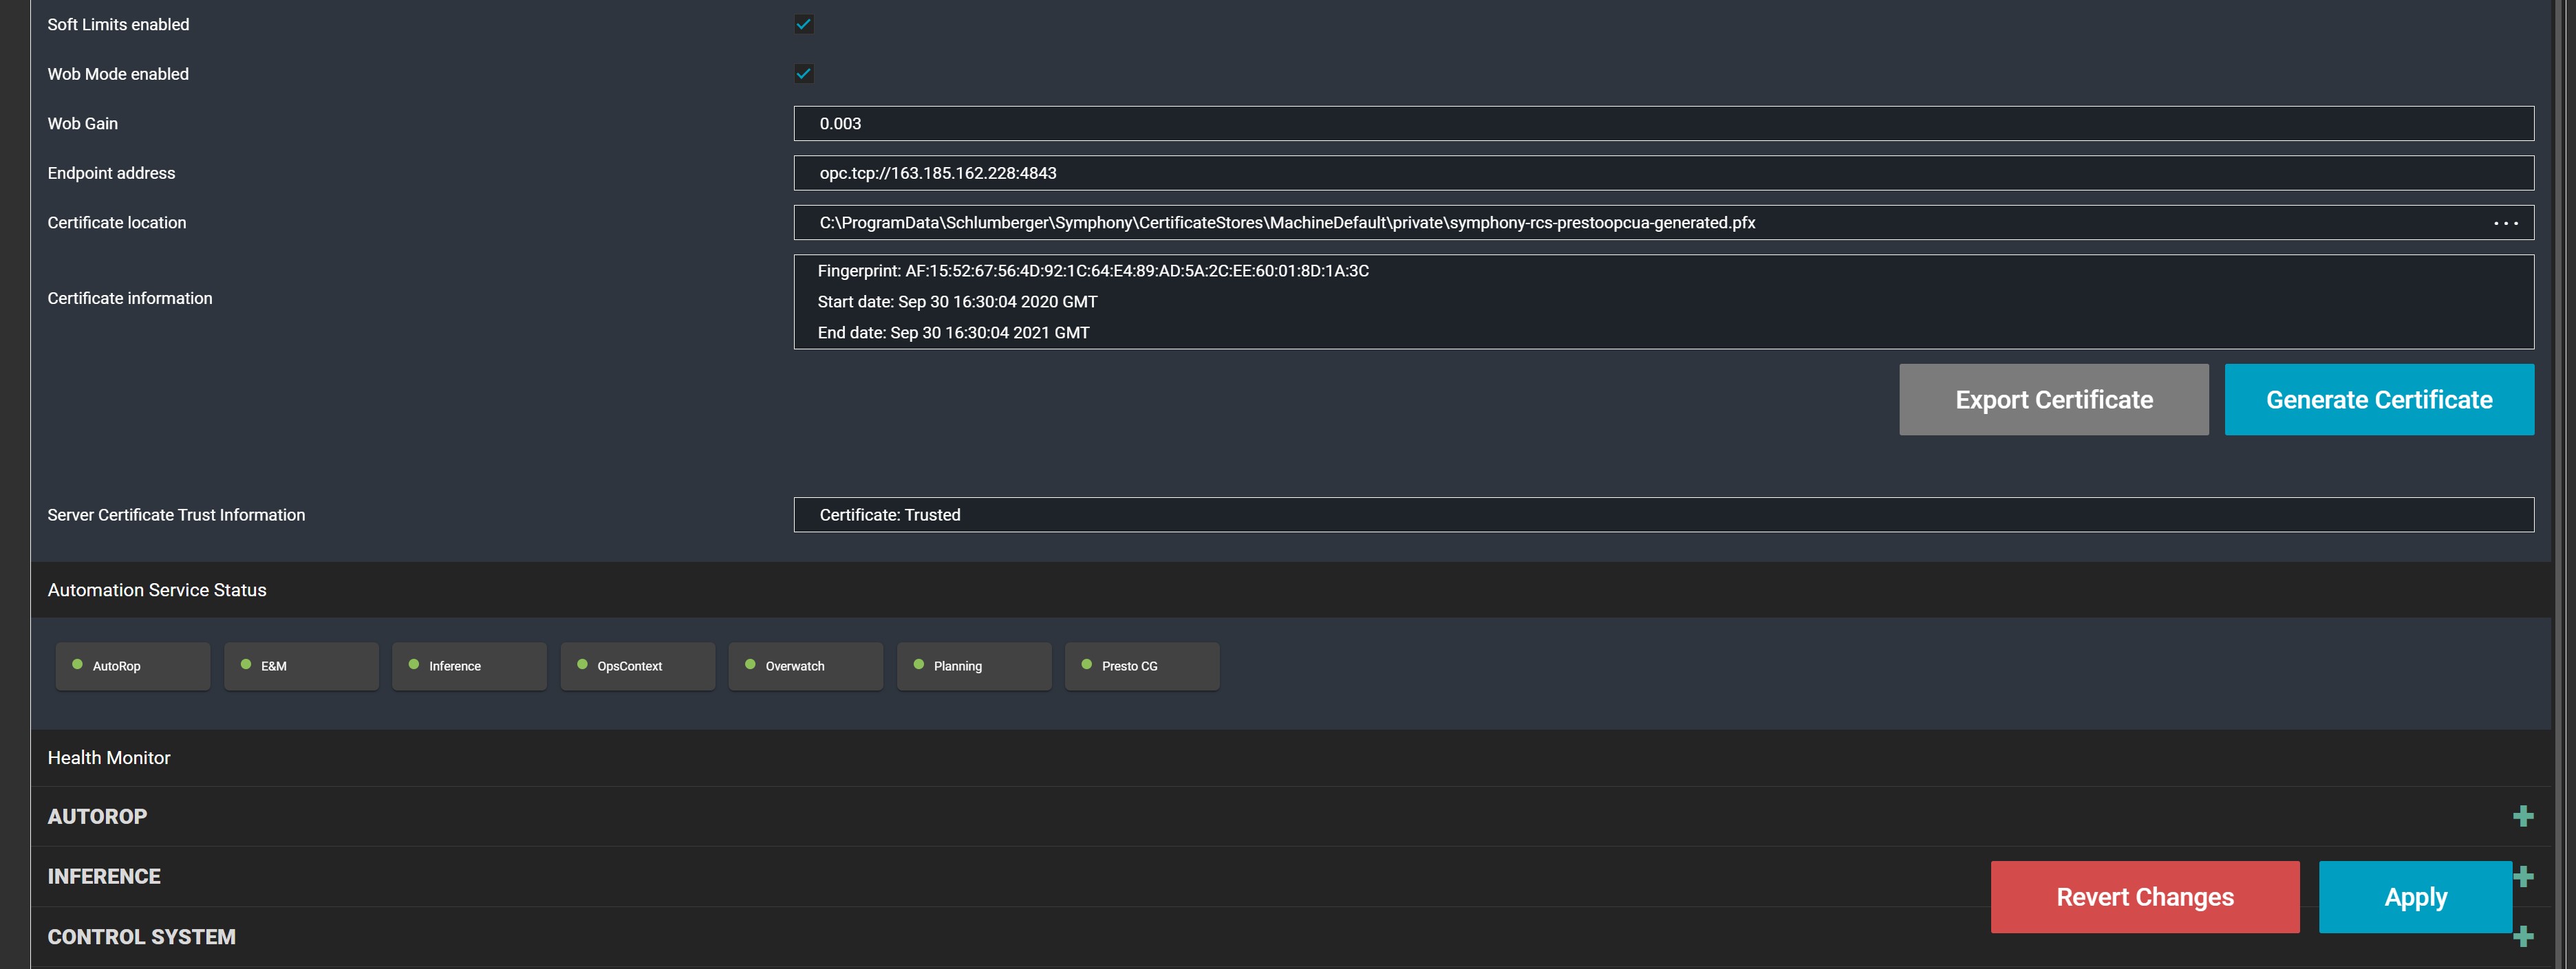 Soft Limits enabled
Wob Mode enabled
Wob Gain
0.003
Endpoint address
opc.tcp://163.185.162.228:4843
Certificate location
C:\ProgramData\Schlumberger\Symphony\CertificateStores\MachineDefault\private\symphony-rcs-prestoopcua-generated.pfx
...
Certificate information
Fingerprint: AF:15:52:67:56:4D:92:1C:64:E4:89:AD:5A:2C:EE:60:01:8D:1A:3C
Start date: Sep 30 16:30:04 2020 GMT
End date: Sep 30 16:30:04 2021 GMT
Export Certificate
Generate Certificate
Server Certificate Trust Information
Certificate: Trusted
Automation Service Status
AutoRop
E&M
Inference
OpsContext
Overwatch
Planning
Presto CG
Health Monitor
AUTOROP
INFERENCE
Revert Changes
Apply
CONTROL SYSTEM